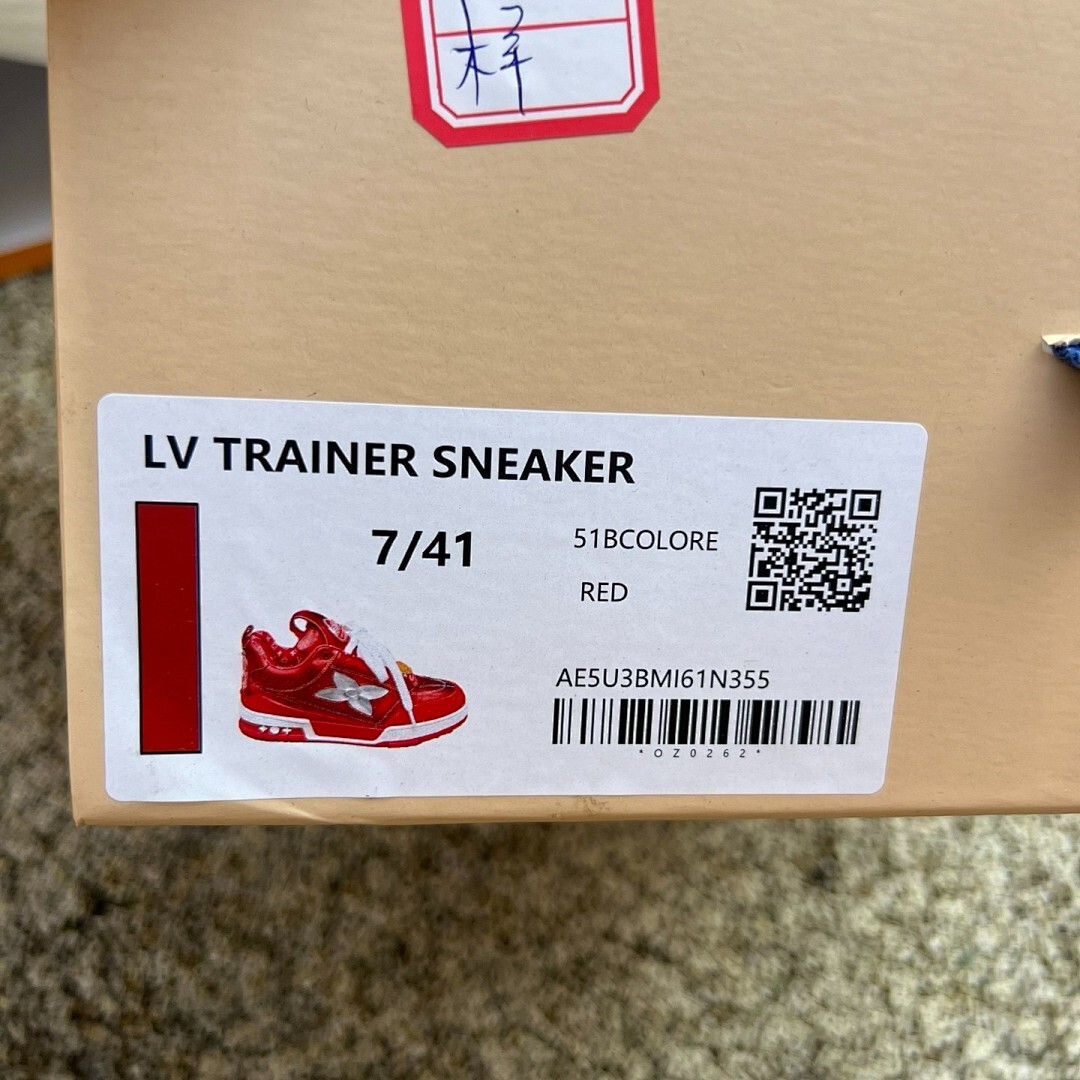 样
LV TRAINER SNEAKER
7/41
51BCOLORE
RED
AE5U3BMI61N355
*OZ0262*